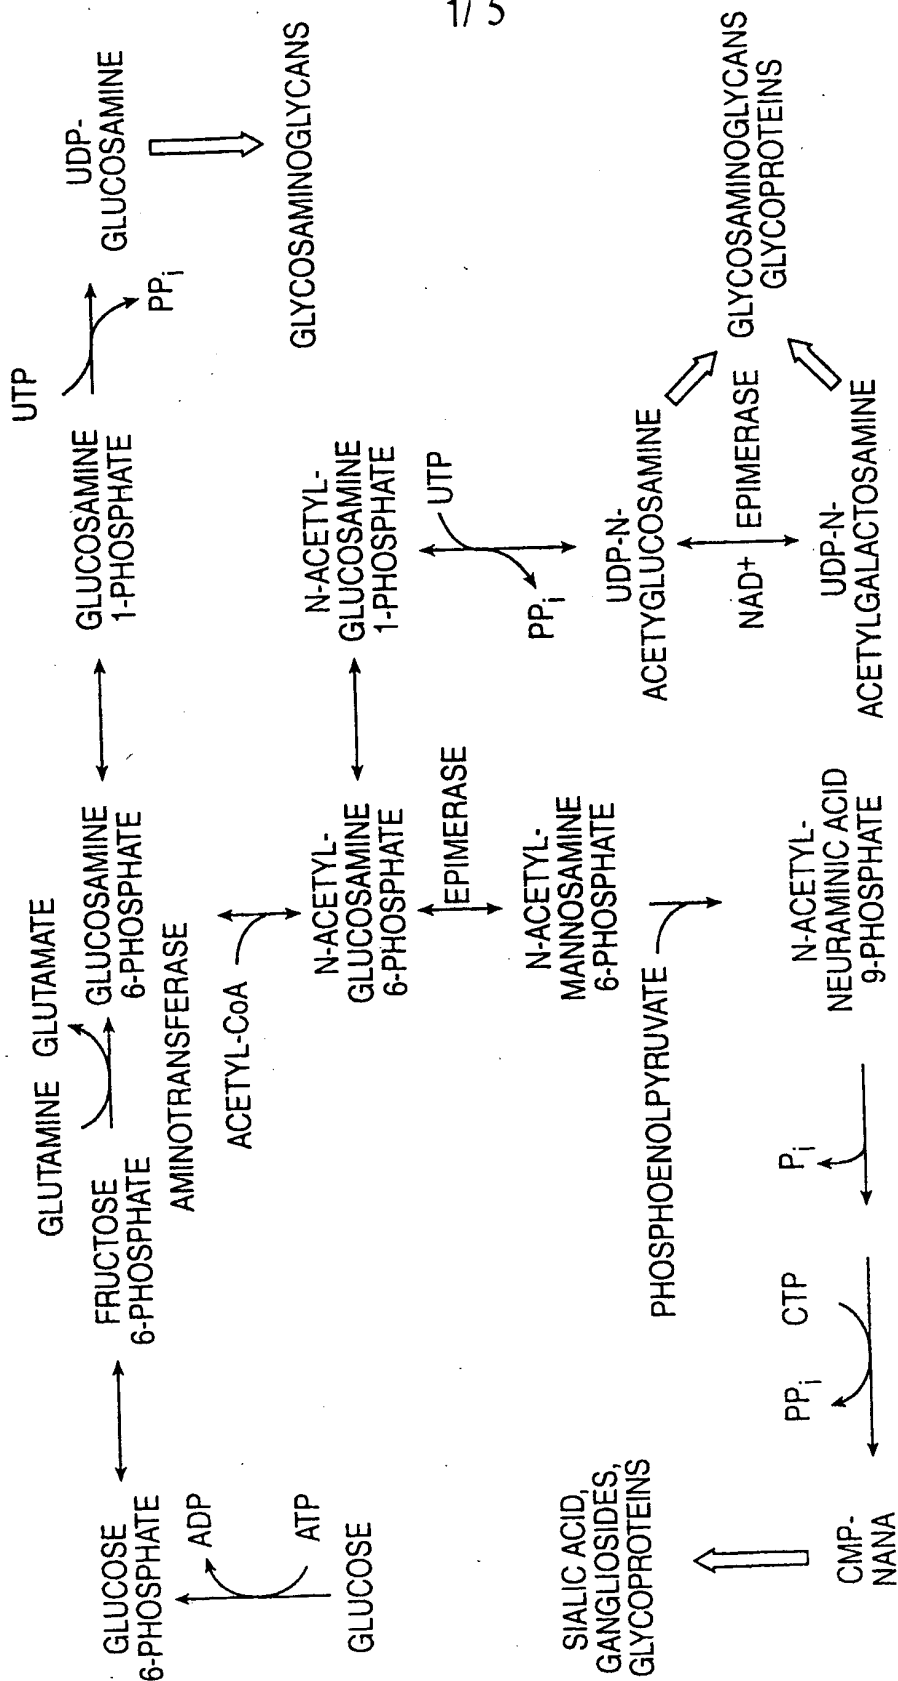 1/5
GLUTAMINE GLUTAMATE
UTP
GLUCOSE
6-PHOSPHATE
FRUCTOSE
6-PHOSPHATE
GLUCOSAMINE
6-PHOSPHATE
GLUCOSAMINE
1-PHOSPHATE
UDP-
GLUCOSAMINE
PPi
AMINOTRANSFERASE
ADP
ATP
GLUCOSE
ACETYL-CoA
GLYCOSAMINOGLYCANS
N-ACETYL-
GLUCOSAMINE
6-PHOSPHATE
N-ACETYL-
GLUCOSAMINE
1-PHOSPHATE
EPIMERASE
UTP
PPi
N-ACETYL-
MANNOSAMINE
6-PHOSPHATE
UDP-N-
ACETYGLUCOSAMINE
PHOSPHOENOLPYRUVATE
NAD+ EPIMERASE
GLYCOSAMINOGLYCANS
GLYCOPROTEINS
SIALIC ACID,
GANGLIOSIDES,
GLYCOPROTEINS
N-ACETYL-
NEURAMINIC ACID
9-PHOSPHATE
UDP-N-
ACETYLGALACTOSAMINE
PPi
CTP
Pi
CMP-
NANA